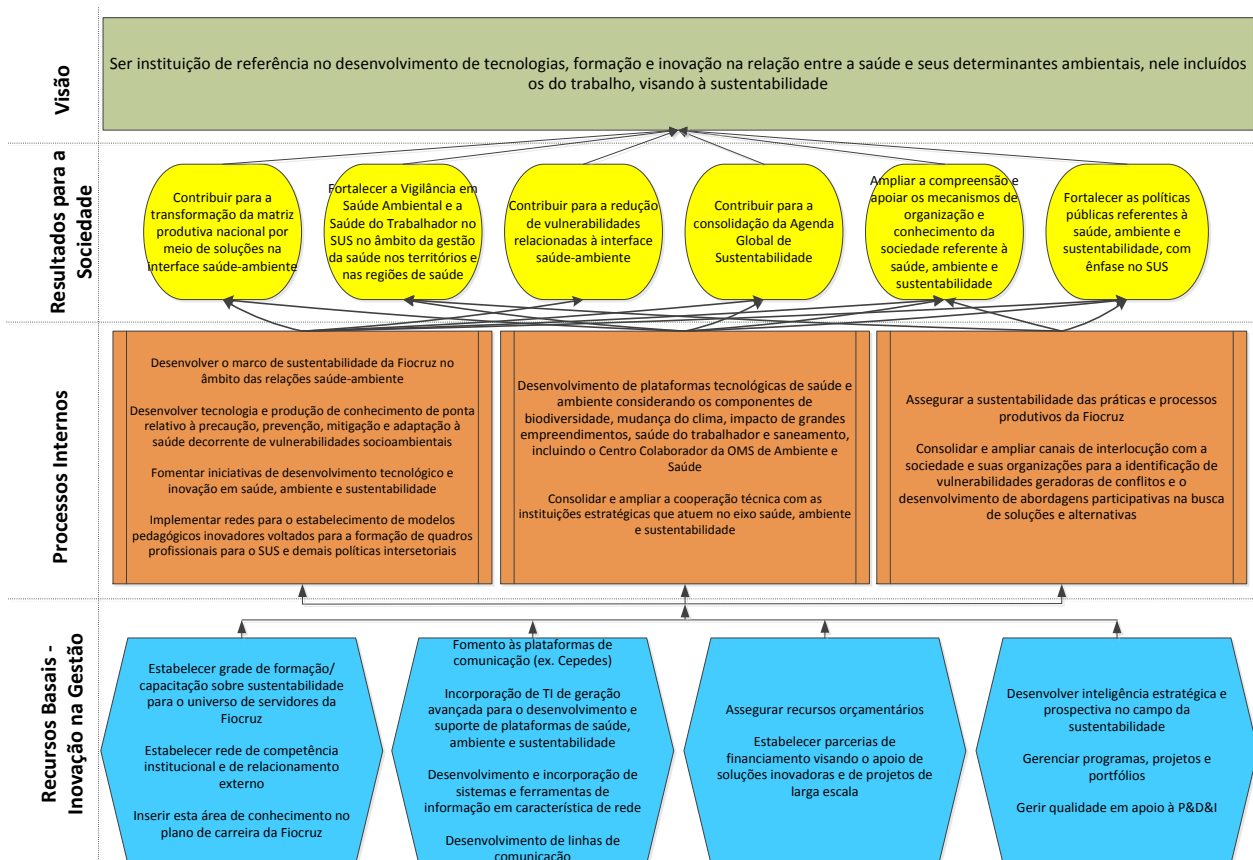 Visão
Ser instituição de referência no desenvolvimento de tecnologias, formação e inovação na relação entre a saúde e seus determinantes ambientais, nele incluídos
os do trabalho, visando à sustentabilidade
Resultados para a
Sociedade
Contribuir para a
transformação da matriz
produtiva nacional por
meio de soluções na
interface saúde-ambiente
Fortalecer a Vigilância em
Saúde Ambiental e a
Saúde do Trabalhador no
SUS no âmbito da gestão
da saúde nos territórios e
nas regiões de saúde
Contribuir para a redução
de vulnerabilidades
relacionadas à interface
saúde-ambiente
Contribuir para a
consolidação da Agenda
Global de
Sustentabilidade
Ampliar a compreensão e
apoiar os mecanismos de
organização e
conhecimento da
sociedade referente à
saúde, ambiente e
sustentabilidade
Fortalecer as políticas
públicas referentes à
saúde, ambiente e
sustentabilidade, com
ênfase no SUS
Processos Internos
Desenvolver o marco de sustentabilidade da Fiocruz no
âmbito das relações saúde-ambiente
Desenvolver tecnologia e produção de conhecimento de ponta
relativo à precaução, prevenção, mitigação e adaptação à
saúde decorrente de vulnerabilidades socioambientais
Fomentar iniciativas de desenvolvimento tecnológico e
inovação em saúde, ambiente e sustentabilidade
Implementar redes para o estabelecimento de modelos
pedagógicos inovadores voltados para a formação de quadros
profissionais para o SUS e demais políticas intersetoriais
Desenvolvimento de plataformas tecnológicas de saúde e
ambiente considerando os componentes de
biodiversidade, mudança do clima, impacto de grandes
empreendimentos, saúde do trabalhador e saneamento,
incluindo o Centro Colaborador da OMS de Ambiente e
Saúde
Consolidar e ampliar a cooperação técnica com as
instituições estratégicas que atuem no eixo saúde, ambiente
e sustentabilidade
Assegurar a sustentabilidade das práticas e processos
produtivos da Fiocruz
Consolidar e ampliar canais de interlocução com a
sociedade e suas organizações para a identificação de
vulnerabilidades geradoras de conflitos e o
desenvolvimento de abordagens participativas na busca
de soluções e alternativas
Recursos Basais -
Inovação na Gestão
Estabelecer grade de formação/
capacitação sobre sustentabilidade
para o universo de servidores da
Fiocruz
Estabelecer rede de competência
institucional e de relacionamento
externo
Inserir esta área de conhecimento no
plano de carreira da Fiocruz
Fomento às plataformas de
comunicação (ex. Cepedes)
Incorporação de TI de geração
avançada para o desenvolvimento e
suporte de plataformas de saúde,
ambiente e sustentabilidade
Desenvolvimento e incorporação de
sistemas e ferramentas de
informação em característica de rede
Desenvolvimento de linhas de
comunicação
Assegurar recursos orçamentários
Estabelecer parcerias de
financiamento visando o apoio de
soluções inovadoras e de projetos de
larga escala
Desenvolver inteligência estratégica e
prospectiva no campo da
sustentabilidade
Gerenciar programas, projetos e
portfólios
Gerir qualidade em apoio à P&D&I